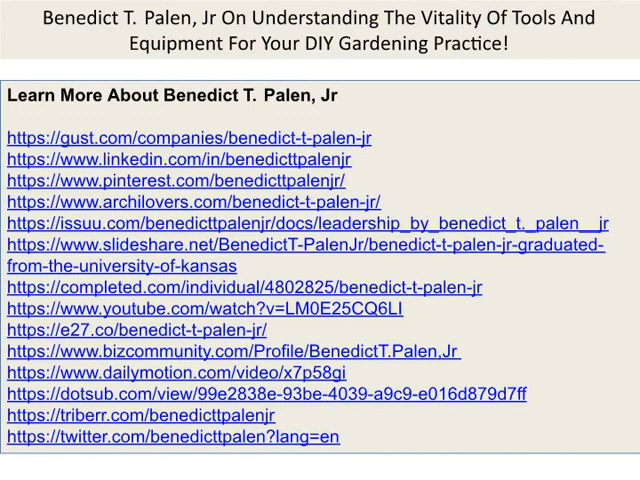 Benedict T. Palen, Jr On Understanding The Vitality Of Tools And
Equipment For Your DIY Gardening Practice!
Learn More About Benedict T. Palen, Jr
https://gust.com/companies/benedict-t-palen-jr
https://www.linkedin.com/in/benedicttpalenjr
https://www.pinterest.com/benedicttpalenjr/
https://www.archilovers.com/benedict-t-palen-jr/
https://issuu.com/benedicttpalenjr/docs/leadership_by_benedict_t._palen__jr
https://www.slideshare.net/BenedictT-PalenJr/benedict-t-palen-jr-graduated-
from-the-university-of-kansas
https://completed.com/individual/4802825/benedict-t-palen-jr
https://www.youtube.com/watch?v=LM0E25CQ6LI
https://e27.co/benedict-t-palen-jr/
https://www.bizcommunity.com/Profile/BenedictT.Palen,Jr
https://www.dailymotion.com/video/x7p58gi
https://dotsub.com/view/99e2838e-93be-4039-a9c9-e016d879d7ff
https://triberr.com/benedicttpalenjr
https://twitter.com/benedicttpalen?lang=en